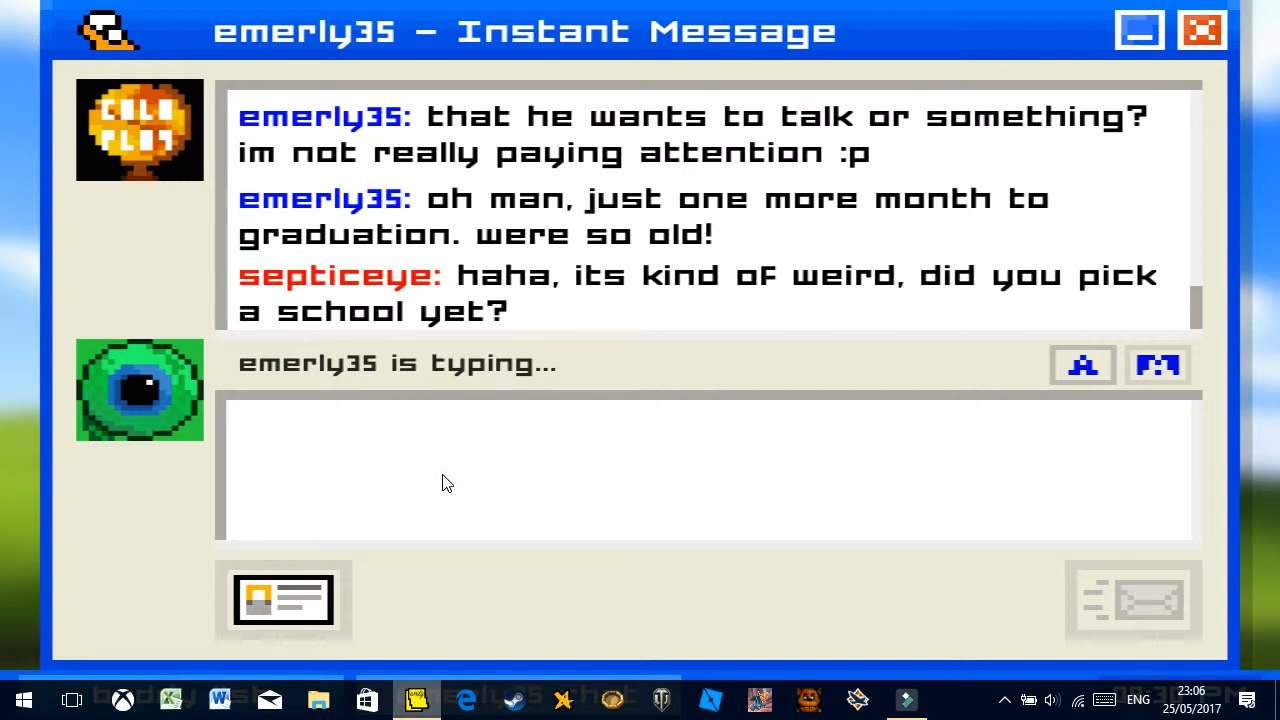 emerly35 - Instant Message
COLD
PLAY
emerly35: that he wants to talk or something?
im not really paying attention :p
emerly35: oh man, just one more month to
graduation. were so old!
septiceye: haha, its kind of weird, did you pick
a school yet?
emerly35 is typing...
A
ENG
23:06
25/05/2017